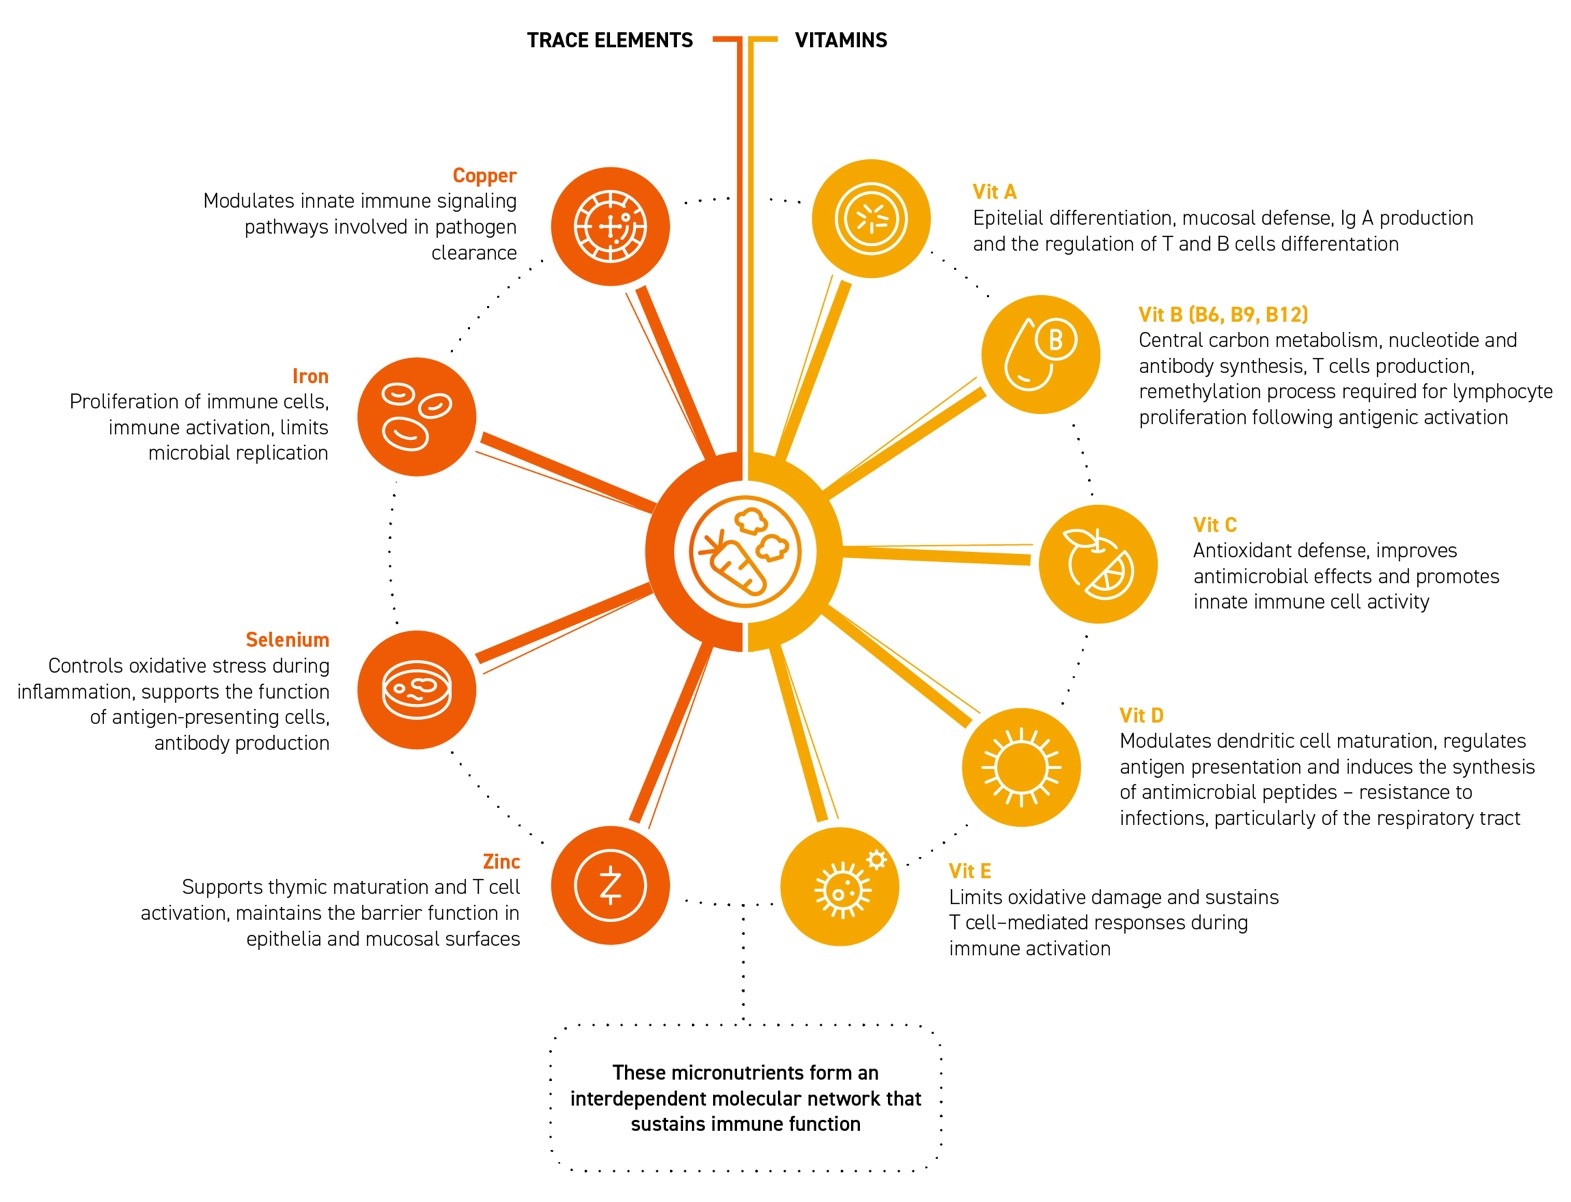 TRACE ELEMENTS
VITAMINS
Copper
Modulates innate immune signaling
pathways involved in pathogen
clearance
Iron
Proliferation of immune cells,
immune activation, limits
microbial replication
Selenium
Controls oxidative stress during
inflammation, supports the function
of antigen-presenting cells,
antibody production
Zinc
Supports thymic maturation and T cell
activation, maintains the barrier function in
epithelia and mucosal surfaces
Vit A
Epitelial differentiation, mucosal defense, Ig A production
and the regulation of T and B cells differentation
B
Vit B (B6, B9, B12)
Central carbon metabolism, nucleotide and
antibody synthesis, T cells production,
remethylation process required for lymphocyte
proliferation following antigenic activation
Vit C
Antioxidant defense, improves
antimicrobial effects and promotes
innate immune cell activity
Vit D
Modulates dendritic cell maturation, regulates
antigen presentation and induces the synthesis
of antimicrobial peptides – resistance to
infections, particularly of the respiratory tract
Z
Vit E
Limits oxidative damage and sustains
T cell–mediated responses during
immune activation
These micronutrients form an
interdependent molecular network that
sustains immune function